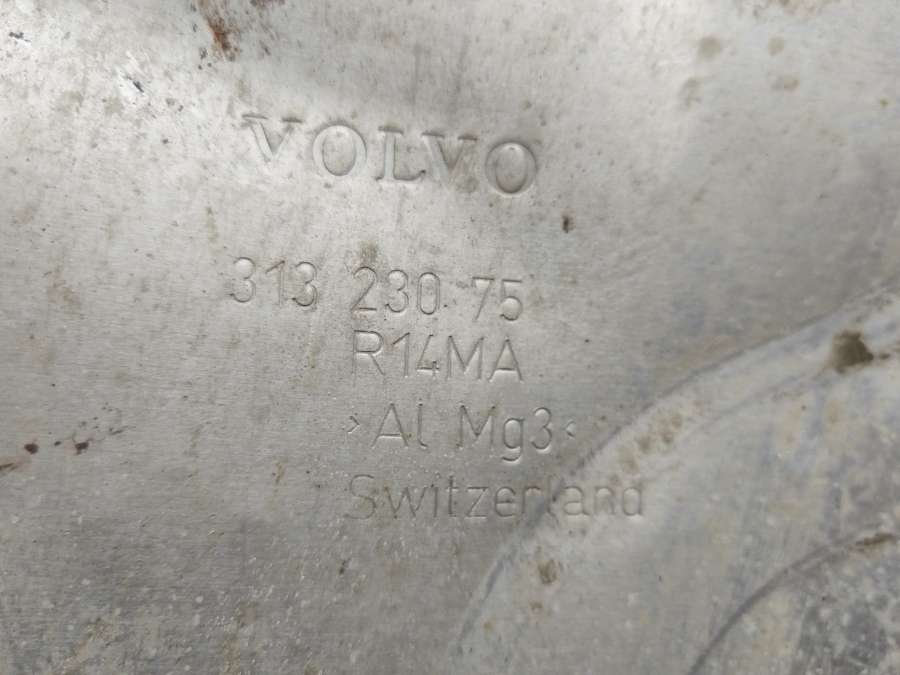 VOLVO
313 230 75
R14MA
>Al Mg3<
Switzerland